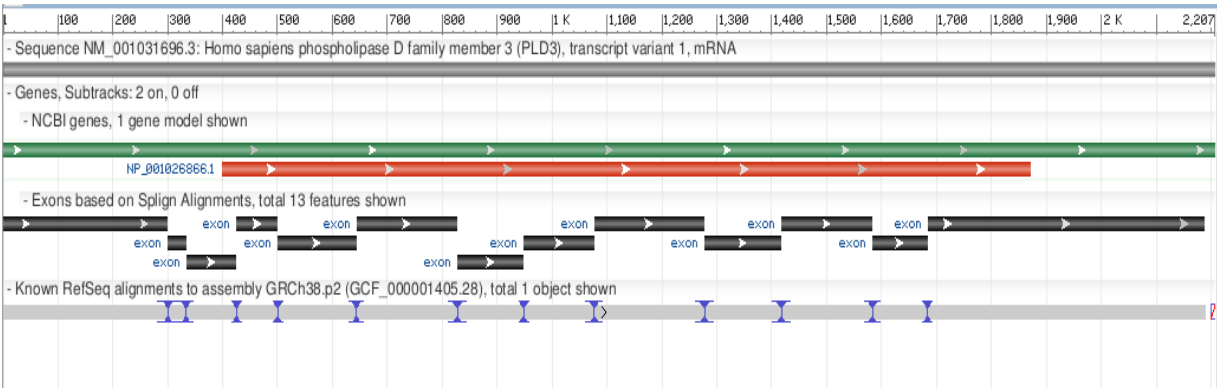 1 100 200 300 400 500 600 700 800 900 1 K 1,100 1,200 1,300 1,400 1,500 1,600 1,700 1,800 1,900 2 K 2,207
- Sequence NM_001031696.3: Homo sapiens phospholipase D family member 3 (PLD3), transcript variant 1, mRNA
- Genes, Subtracks: 2 on, 0 off
- NCBI genes, 1 gene model shown
NP_001026866.1
- Exons based on Splign Alignments, total 13 features shown
exon exon exon exon exon
exon exon exon exon exon
exon exon
- Known RefSeq alignments to assembly GRCh38.p2 (GCF_000001405.28), total 1 object shown